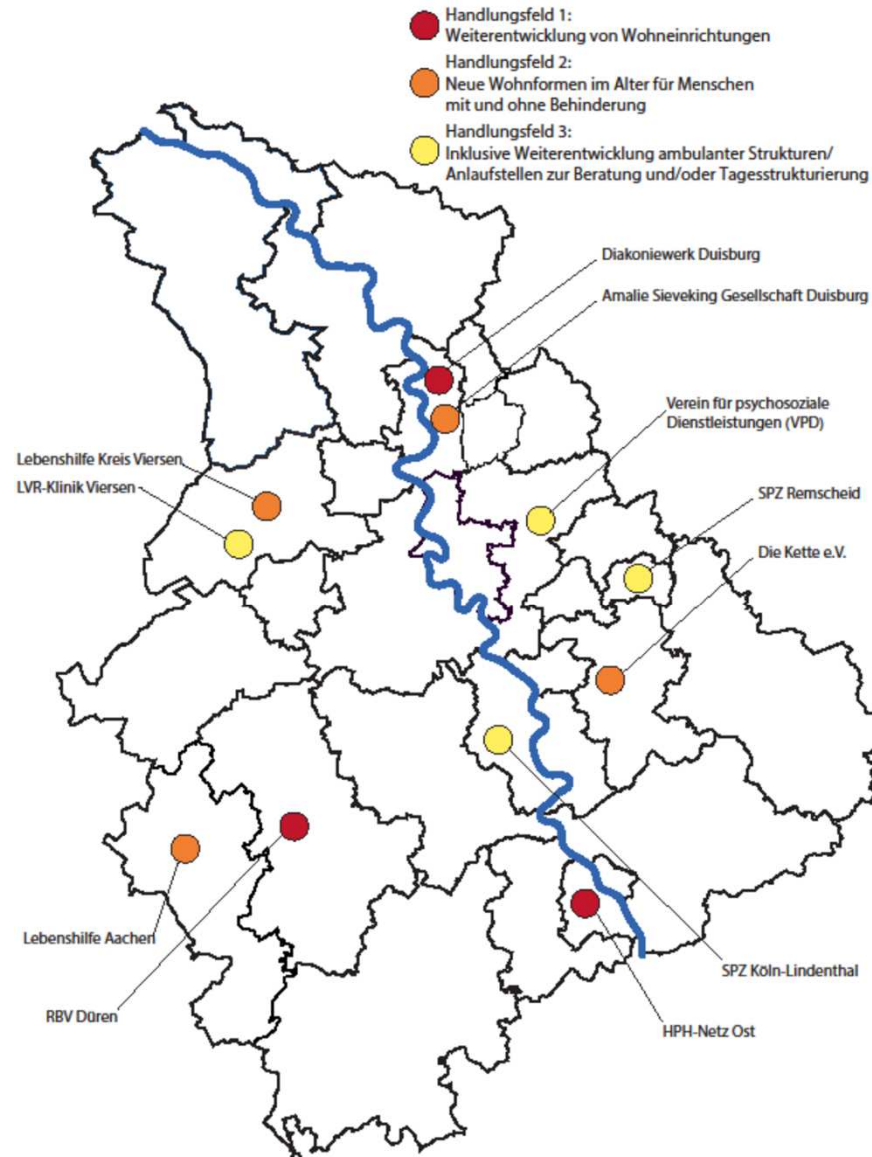 Handlungsfeld 1:
Weiterentwicklung von Wohneinrichtungen
Handlungsfeld 2:
Neue Wohnformen im Alter für Menschen
mit und ohne Behinderung
Handlungsfeld 3:
Inklusive Weiterentwicklung ambulanter Strukturen/
Anlaufstellen zur Beratung und/oder Tagesstrukturierung
Diakoniewerk Duisburg
Amalie Sieveking Gesellschaft Duisburg
Verein für psychosoziale
Dienstleistungen (VPD)
Lebenshilfe Kreis Viersen
LVR-Klinik Viersen
SPZ Remscheid
Die Kette e.V.
Lebenshilfe Aachen
SPZ Köln-Lindenthal
RBV Düren
HPH-Netz Ost